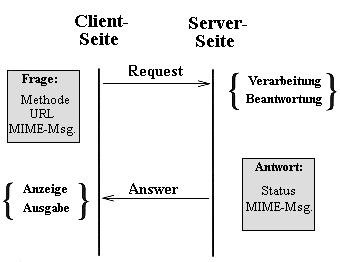 Client-
Seite
Server-
Seite
Frage:
Methode
URL
MIME-Msg.
Request
Verarbeitung
Beantwortung
Antwort:
Status
MIME-Msg.
Anzeige
Ausgabe
Answer